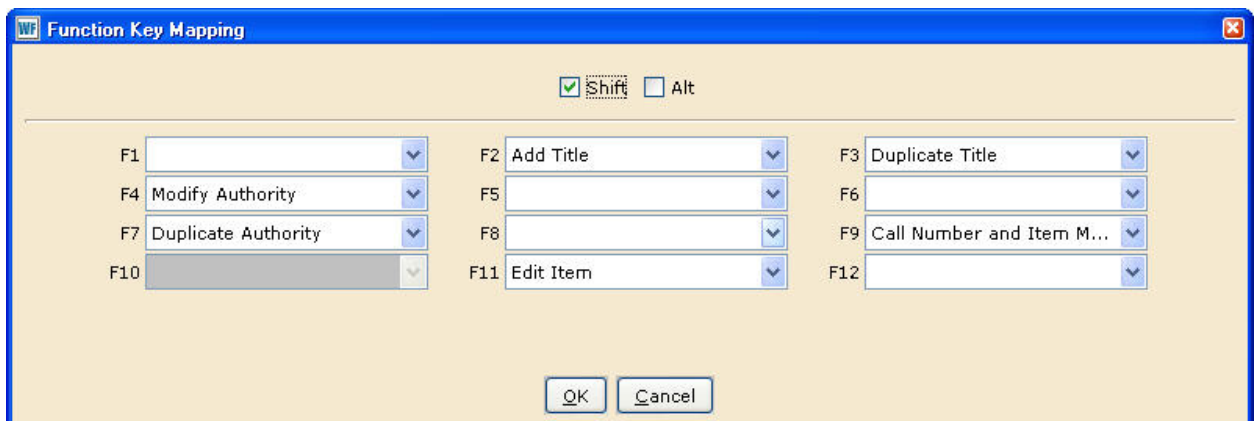 WF Function Key Mapping
Shift Alt
F1 F2 Add Title F3 Duplicate Title
F4 Modify Authority F5 F6
F7 Duplicate Authority F8 F9 Call Number and Item M...
F10 F11 Edit Item F12
OK Cancel